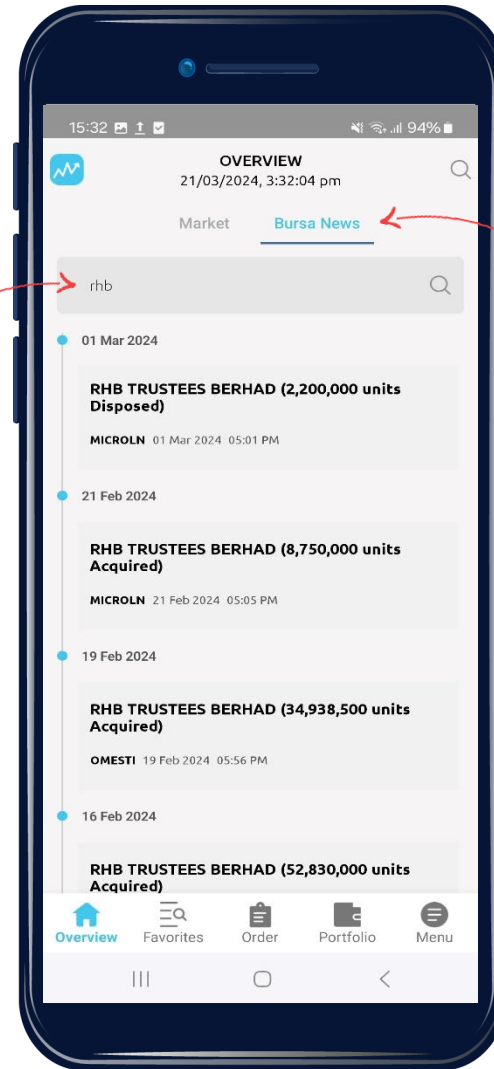 15:32 94%
OVERVIEW
21/03/2024, 3:32:04 pm
Market Bursa News
rhb
01 Mar 2024
RHB TRUSTEES BERHAD (2,200,000 units
Disposed)
MICROLN 01 Mar 2024 05:01 PM
21 Feb 2024
RHB TRUSTEES BERHAD (8,750,000 units
Acquired)
MICROLN 21 Feb 2024 05:05 PM
19 Feb 2024
RHB TRUSTEES BERHAD (34,938,500 units
Acquired)
OMESTI 19 Feb 2024 05:56 PM
16 Feb 2024
RHB TRUSTEES BERHAD (52,830,000 units
Acquired)
Overview Favorites Order Portfolio Menu